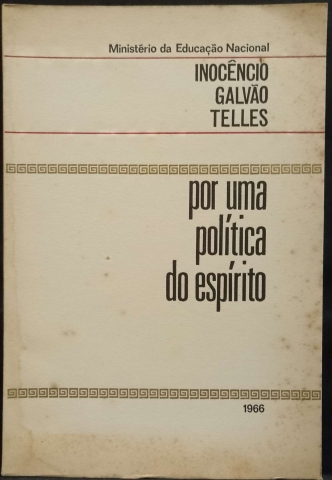 Ministério da Educação Nacional
INOCÊNCIO
GALVÃO
TELLES
por uma
política
do espírito
1966